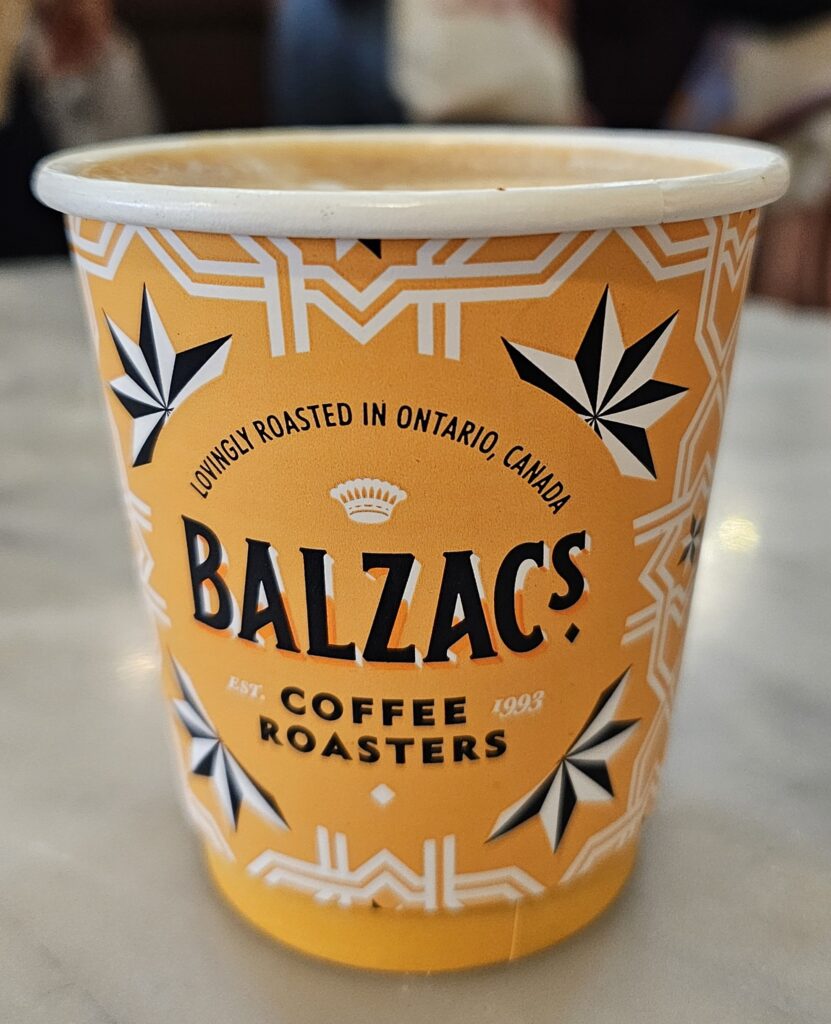 LOVINGLY ROASTED IN ONTARIO, CANADA
BALZAC'S
EST. 1993
COFFEE
ROASTERS